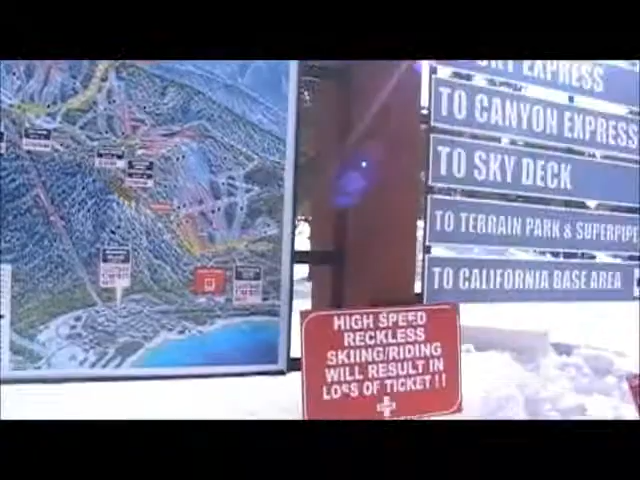 SKY EXPRESS
TO CANYON EXPRESS
TO SKY DECK
TO TERRAIN PARK & SUPERPIPE
TO CALIFORNIA BASE AREA
HIGH SPEED
RECKLESS
SKIING/RIDING
WILL RESULT IN
LOSS OF TICKET!!